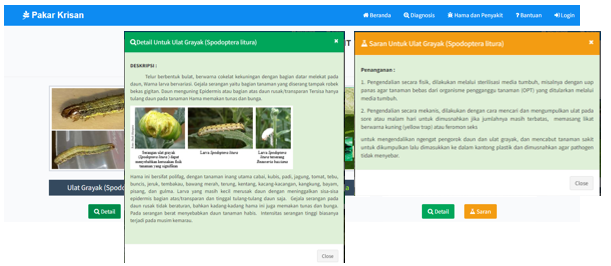 Pakar Krisan
Beranda
Diagnosis
Hama dan Penyakit
? Bantuan
Login
Detail Untuk Ulat Grayak (Spodoptera litura)
×
DESKRIPSI :
Telur berbentuk bulat, berwarna cokelat kekuningan dengan bagian datar melekat pada
daun, Warna larva bervariasi. Gejala serangan yaitu bagian tanaman yang diserang tampak robek
bekas gigitan. Daun mengering Epidermis atau bagian atas daun rusak/transparan Tersisa hanya
tulang daun pada tanaman Hama memakan tunas dan bunga.
Serangan ulat grayak
(Spodoptera litura) dapat
menyebabkan kerusakan fisik
tanaman yang signifikan
Larva Spodoptera litura
Larva Spodoptera
litura menyerang
Hama ini bersifat polifag, dengan tanaman inang utama cabai, kubis, padi, jagung, tomat, tebu,
buncis, jeruk, tembakau, bawang merah, terung, kentang, kacang-kacangan, kangkung, bayam,
pisang, dan gulma. Larva yang masih kecil merusak daun dengan meninggalkan sisa-sisa
epidermis bagian atas/transparan dan tinggal tulang-tulang daun saja. Gejala serangan pada
daun rusak tidak beraturan, bahkan kadang-kadang hama ini juga memakan tunas dan bunga.
Pada serangan berat menyebabkan daun tanaman habis. Intensitas serangan tinggi biasanya
terjadi pada musim kemarau.
Close
Ulat Grayak (Spodo
Detail
Saran Untuk Ulat Grayak (Spodoptera litura)
×
Penanganan :
1. Pengendalian secara fisik, dilakukan melalui sterilisasi media tumbuh, misalnya dengan uap
panas agar tanaman bebas dari organisme pengganggu tanaman (OPT) yang ditularkan melalui
media tumbuh.
2. Pengendalian secara mekanis, dilakukan dengan cara mencari dan mengumpulkan ulat pada
sore atau malam hari untuk dimusnahkan jika jumlahnya masih terbatas, memasang likat
berwarna kuning (yellow trap) atau feromon seks
untuk mengendalikan ngengat pengorok daun dan ulat grayak, dan mencabut tanaman sakit
untuk dikumpulkan lalu dimasukkan ke dalam kantong plastik dan dimusnahkan agar pathogen
tidak menyebar.
Close
Detail
Saran